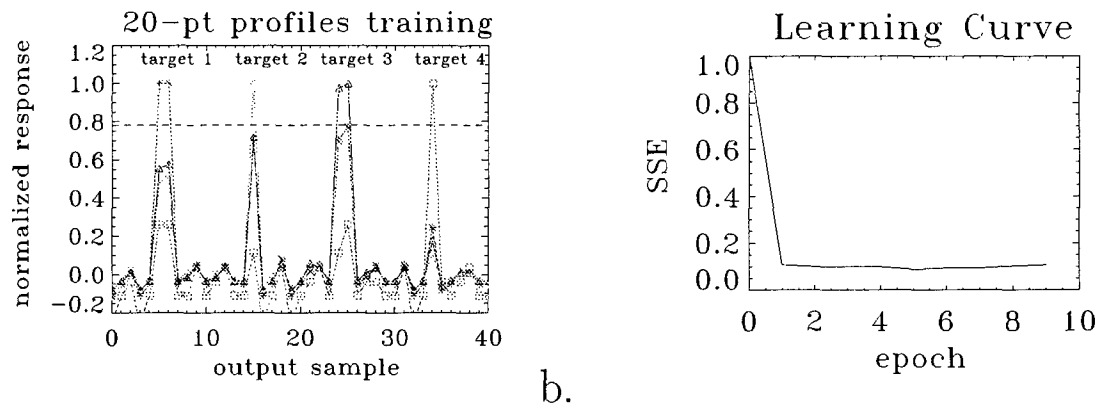 20-pt profiles training
1.2
1.0
0.8
0.6
0.4
0.2
0.0
-0.2
target 1 target 2 target 3 target 4
normalized response
0 10 20 30 40
output sample
b.
Learning Curve
1.0
0.8
0.6
0.4
0.2
0.0
SSE
0 2 4 6 8 10
epoch